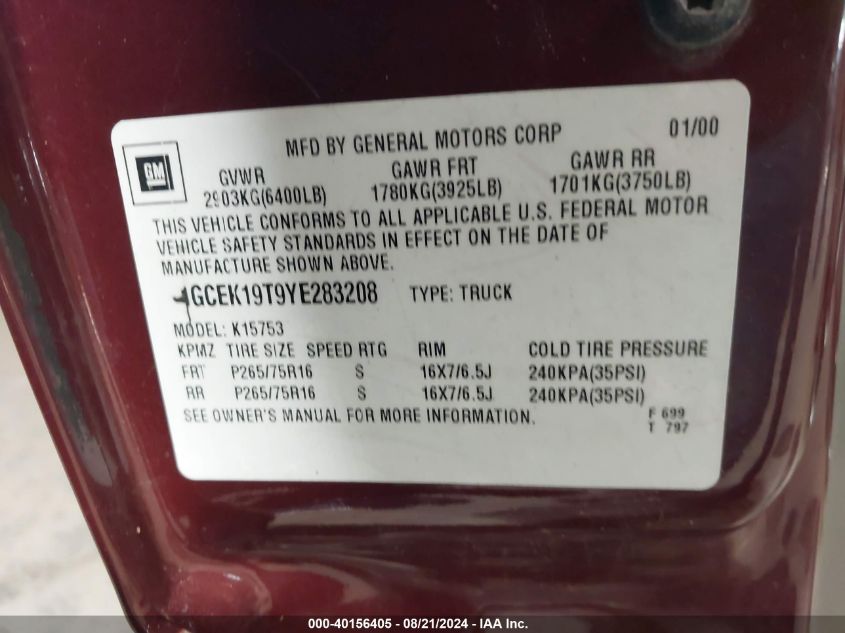 MFD BY GENERAL MOTORS CORP 01/00
GM
GVWR GAWR FRT GAWR RR
2903KG(6400LB) 1780KG(3925LB) 1701KG(3750LB)
THIS VEHICLE CONFORMS TO ALL APPLICABLE U.S. FEDERAL MOTOR
VEHICLE SAFETY STANDARDS IN EFFECT ON THE DATE OF
MANUFACTURE SHOWN ABOVE.
GCEK19T9YE283208 TYPE: TRUCK
MODEL: K15753
KPMZ TIRE SIZE SPEED RTG RIM COLD TIRE PRESSURE
FRT P265/75R16 S 16X7/6.5J 240KPA(35PSI)
RR P265/75R16 S 16X7/6.5J 240KPA(35PSI)
SEE OWNER'S MANUAL FOR MORE INFORMATION.
F 699
T 797
000-40156405 - 08/21/2024 - IAA Inc.